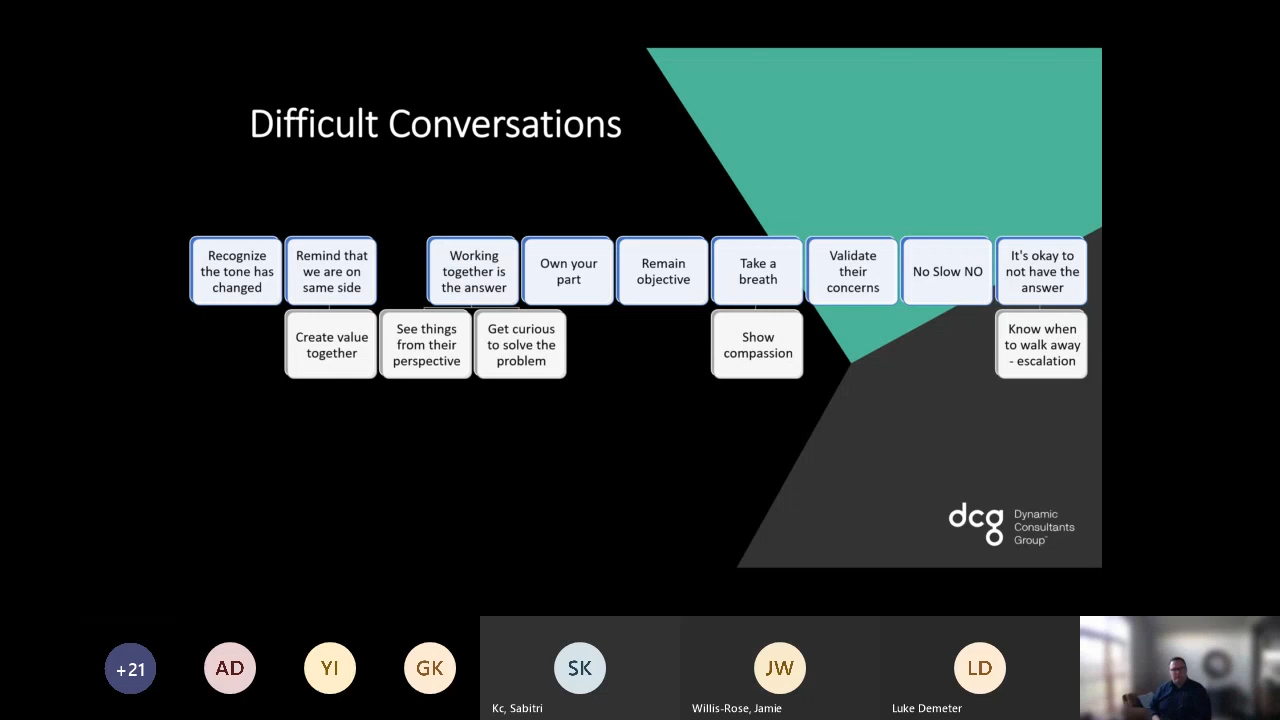 Difficult Conversations
Recognize
the tone has
changed
Remind that
we are on
same side
Working
together is
the answer
Own your
part
Remain
objective
Take a
breath
Validate
their
concerns
No Slow NO
It's okay to
not have the
answer
Create value
together
See things
from their
perspective
Get curious
to solve the
problem
Show
compassion
Know when
to walk away
- escalation
dcg
Dynamic
Consultants
Group™
+21
AD
YI
GK
SK
JW
LD
Kc, Sabitri
Willis-Rose, Jamie
Luke Demeter